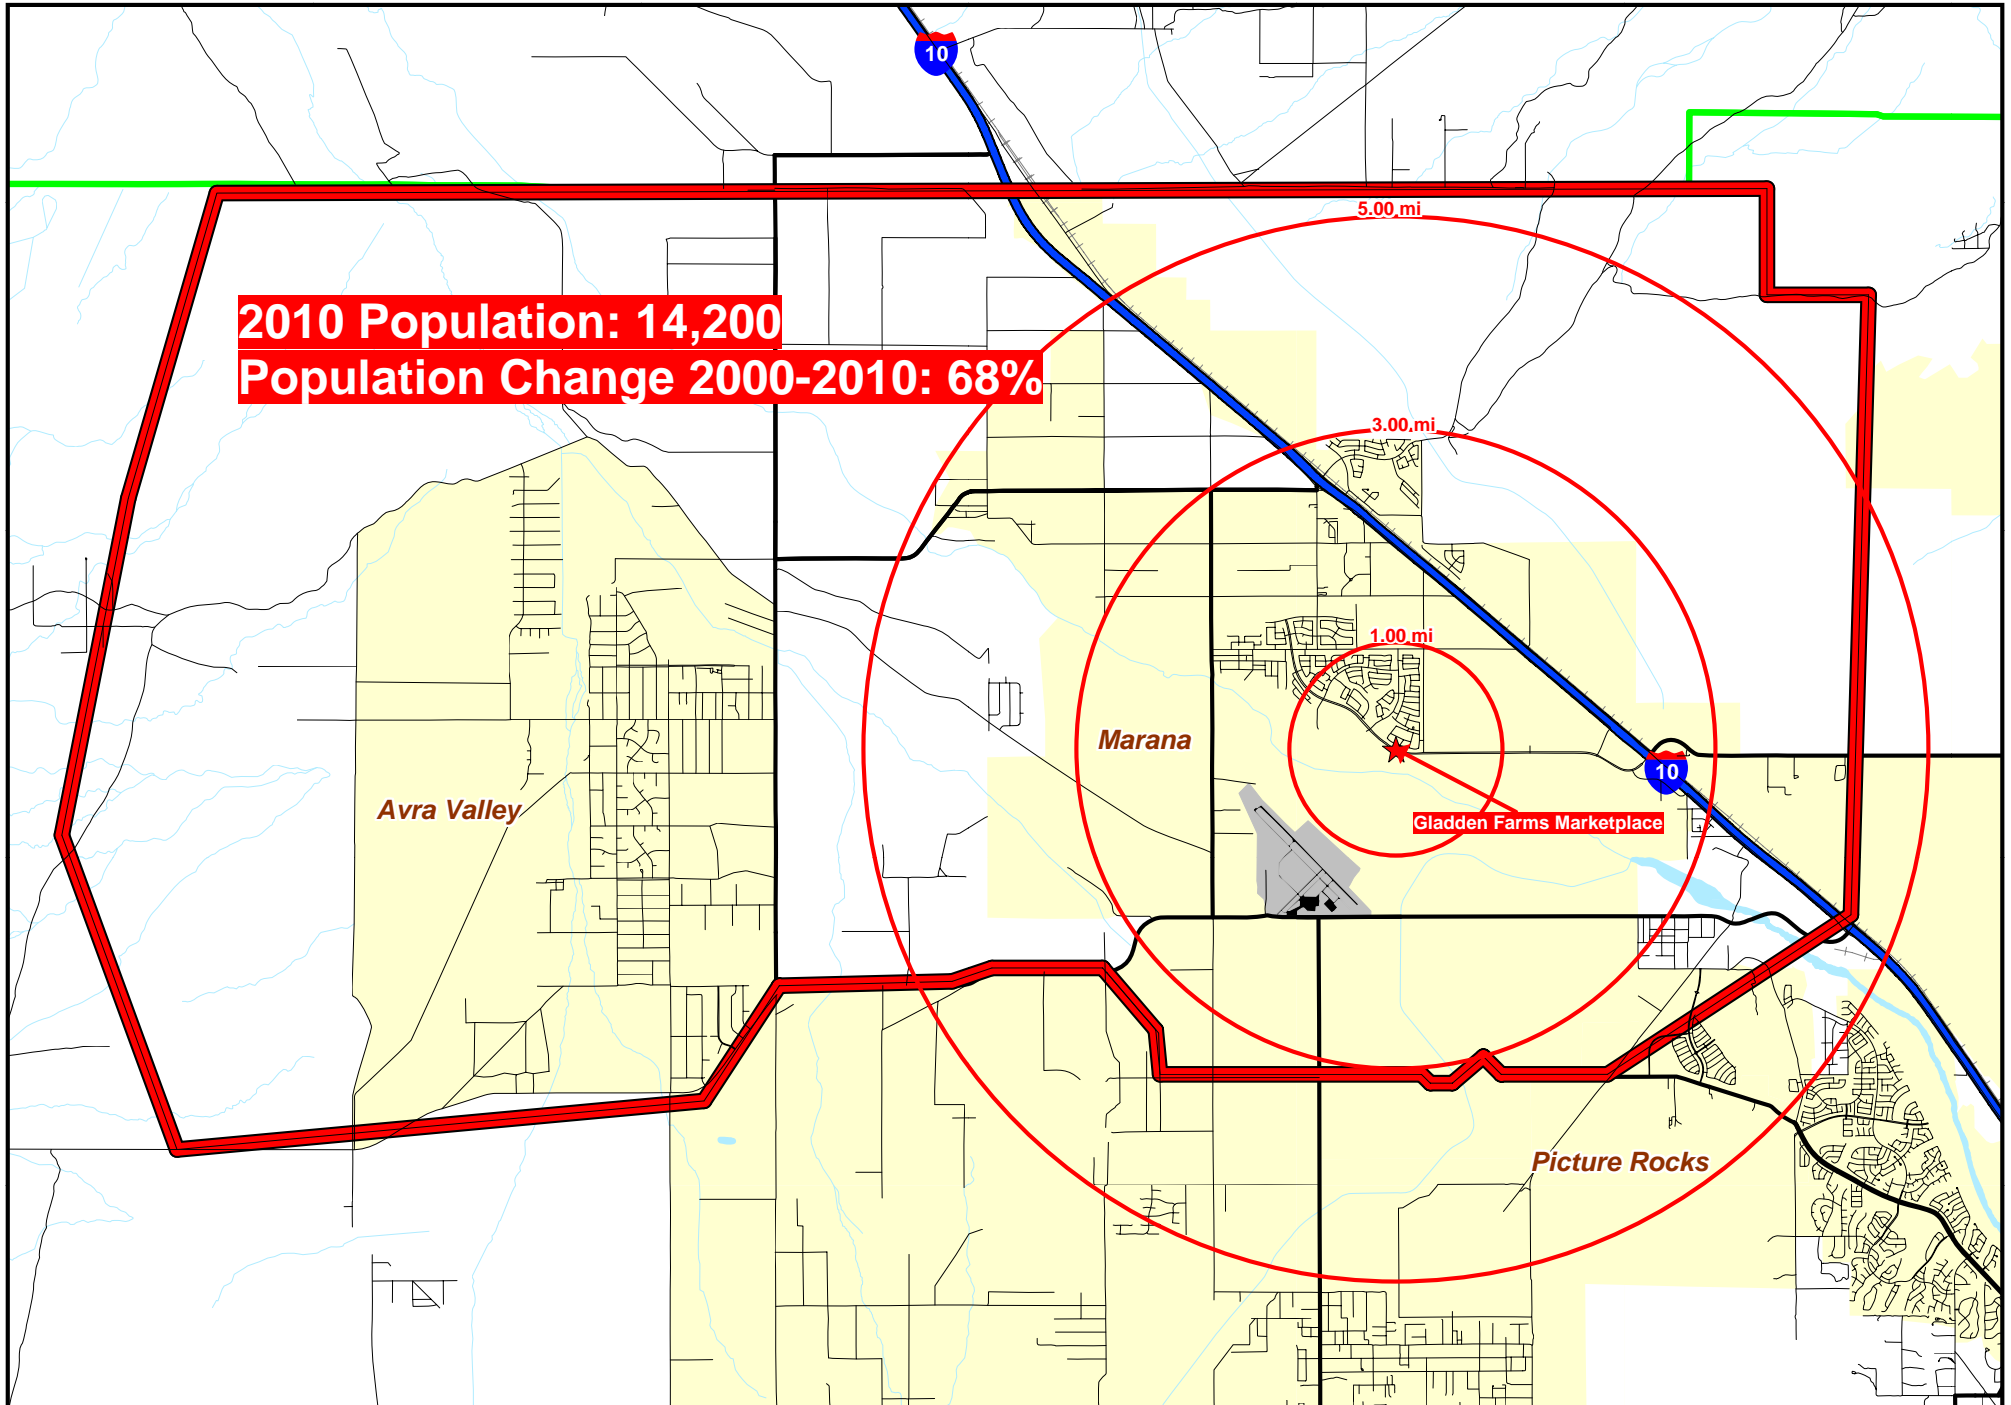 10
5.00 mi
2010 Population: 14,200
Population Change 2000-2010: 68%
3.00 mi
1.00 mi
Marana
10
Avra Valley
Gladden Farms Marketplace
Picture Rocks